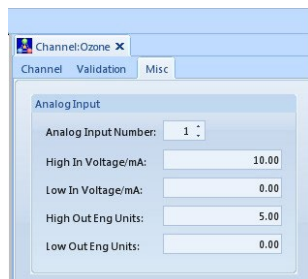 Channel:Ozone X
Channel Validation Misc
Analog Input
Analog Input Number: 1
High In Voltage/mA: 10.00
Low In Voltage/mA: 0.00
High Out Eng Units: 5.00
Low Out Eng Units: 0.00